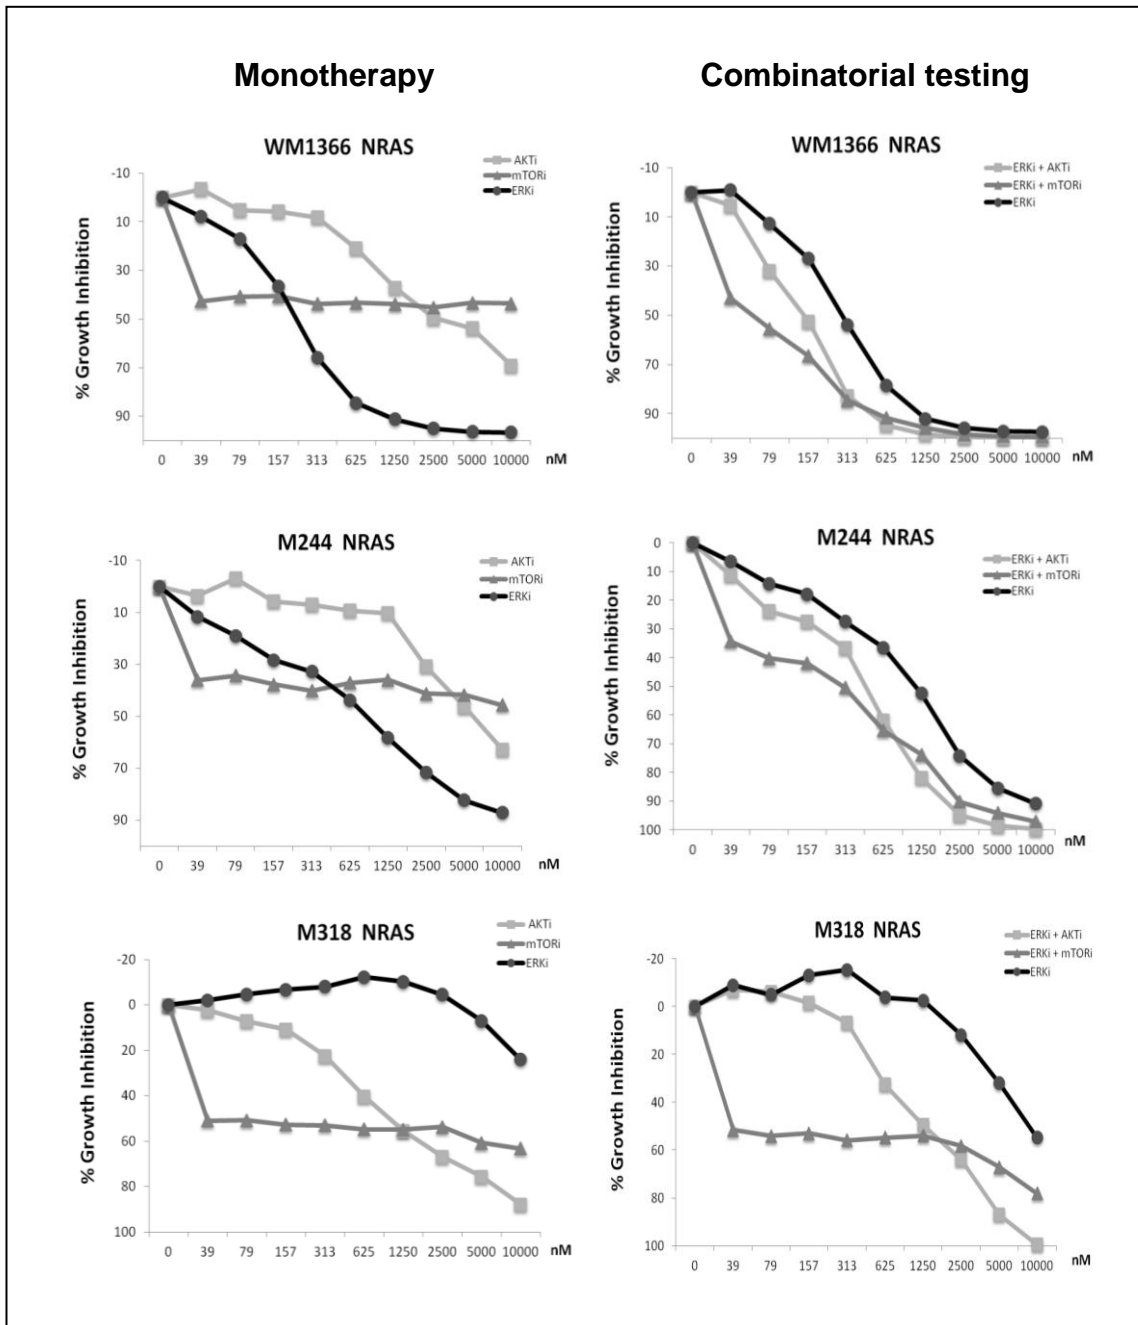 Monotherapy
Combinatorial testing
WM1366 NRAS
AKTi
mTORi
ERKi
% Growth Inhibition
-10
10
30
50
70
90
0 39 79 157 313 625 1250 2500 5000 10000 nM
WM1366 NRAS
ERKi + AKTi
ERKi + mTORi
ERKi
% Growth Inhibition
-10
10
30
50
70
90
0 39 79 157 313 625 1250 2500 5000 10000 nM
M244 NRAS
AKTi
mTORi
ERKi
% Growth Inhibition
-10
10
30
50
70
90
0 39 79 157 313 625 1250 2500 5000 10000 nM
M244 NRAS
ERKi + AKTi
ERKi + mTORi
ERKi
% Growth Inhibition
0
10
20
30
40
50
60
70
80
90
100
0 39 79 157 313 625 1250 2500 5000 10000 nM
M318 NRAS
AKTi
mTORi
ERKi
% Growth Inhibition
-20
0
20
40
60
80
100
0 39 79 157 313 625 1250 2500 5000 10000 nM
M318 NRAS
ERKi + AKTi
ERKi + mTORi
ERKi
% Growth Inhibition
-20
0
20
40
60
80
100
0 39 79 157 313 625 1250 2500 5000 10000 nM